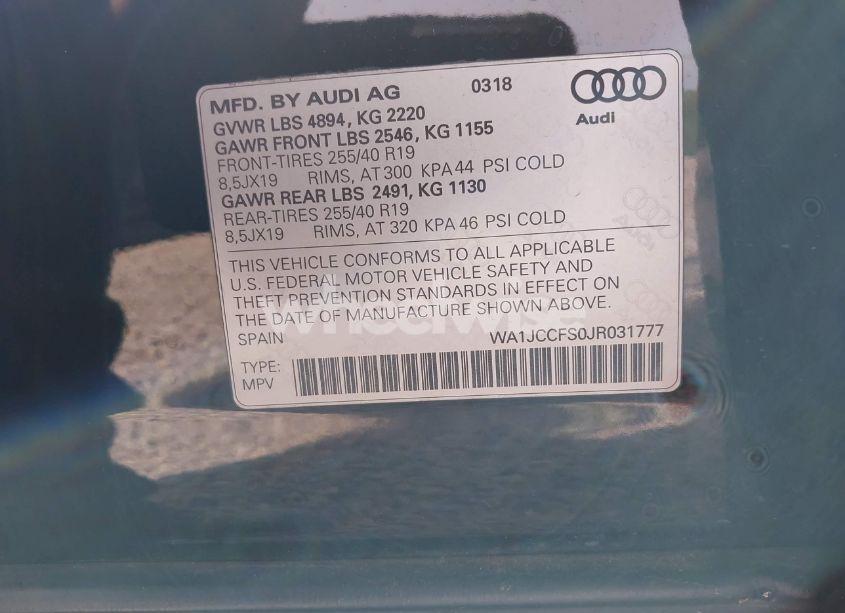 MFD. BY AUDI AG 0318
Audi
GVWR LBS 4894, KG 2220
GAWR FRONT LBS 2546, KG 1155
FRONT-TIRES 255/40 R19
8,5JX19 RIMS, AT 300 KPA 44 PSI COLD
GAWR REAR LBS 2491, KG 1130
REAR-TIRES 255/40 R19
8,5JX19 RIMS, AT 320 KPA 46 PSI COLD
THIS VEHICLE CONFORMS TO ALL APPLICABLE
U.S. FEDERAL MOTOR VEHICLE SAFETY AND
THEFT PREVENTION STANDARDS IN EFFECT ON
THE DATE OF MANUFACTURE SHOWN ABOVE.
wheelwise
SPAIN WA1JCCFS0JR031777
TYPE:
MPV